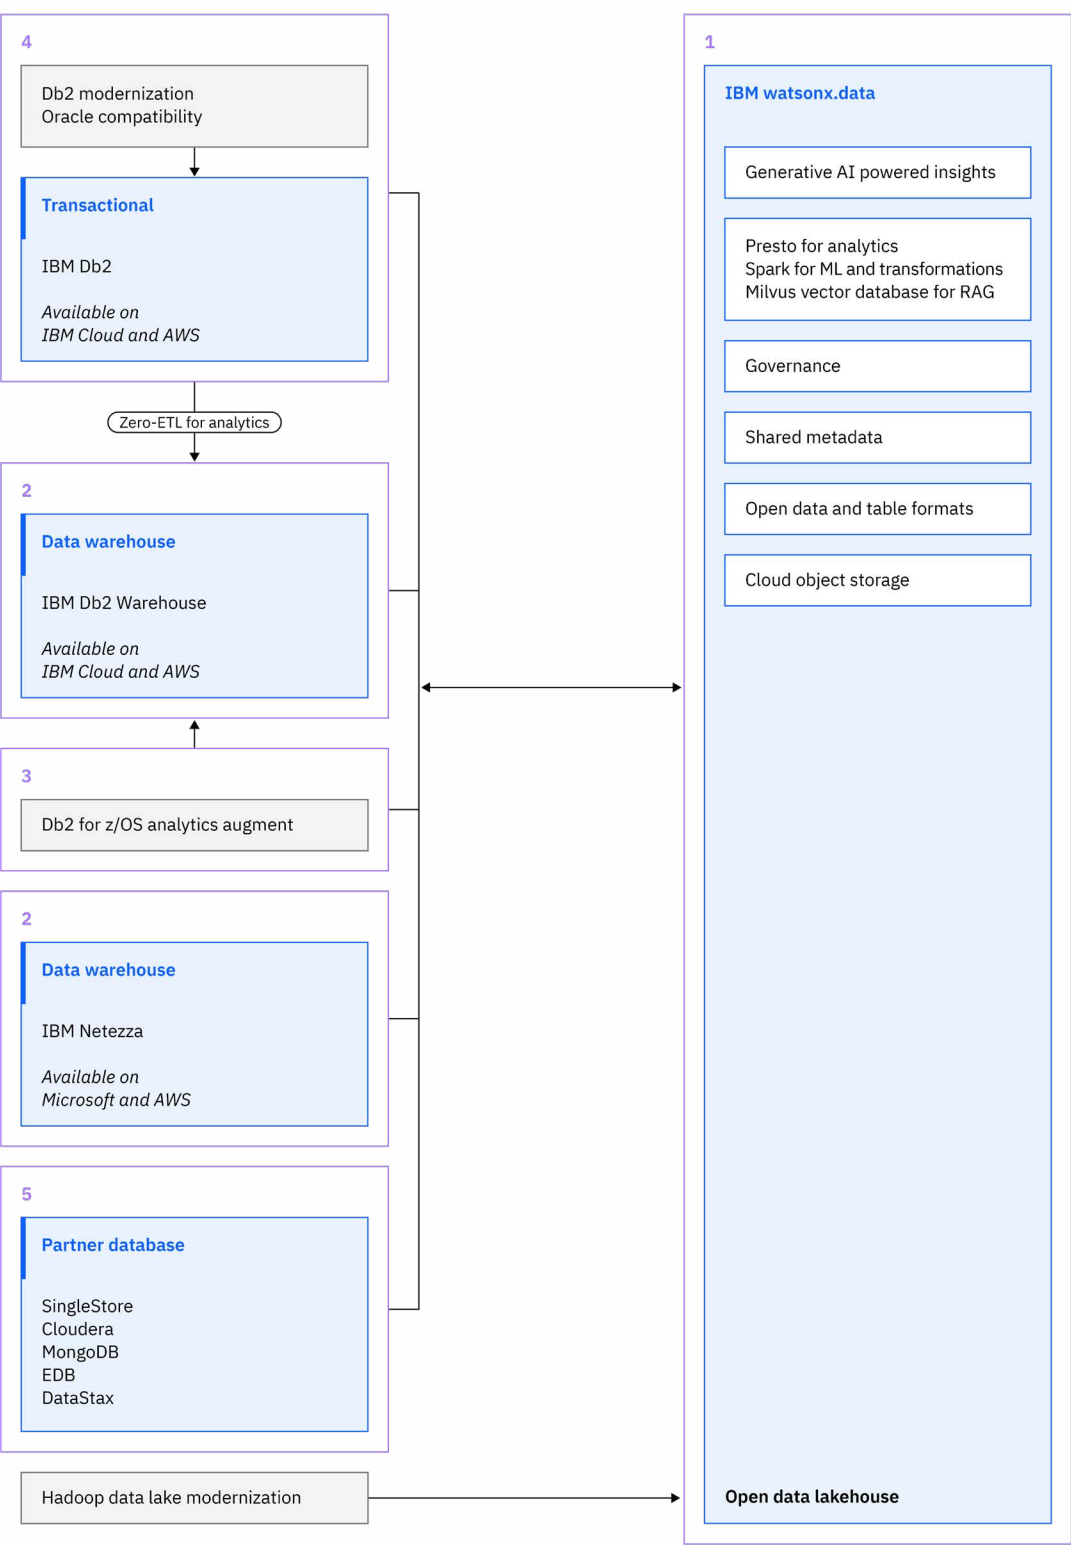 4
Db2 modernization
Oracle compatibility
Transactional
IBM Db2
Available on
IBM Cloud and AWS
Zero-ETL for analytics
2
Data warehouse
IBM Db2 Warehouse
Available on
IBM Cloud and AWS
3
Db2 for z/OS analytics augment
2
Data warehouse
IBM Netezza
Available on
Microsoft and AWS
5
Partner database
SingleStore
Cloudera
MongoDB
EDB
DataStax
Hadoop data lake modernization
1
IBM watsonx.data
Generative AI powered insights
Presto for analytics
Spark for ML and transformations
Milvus vector database for RAG
Governance
Shared metadata
Open data and table formats
Cloud object storage
Open data lakehouse